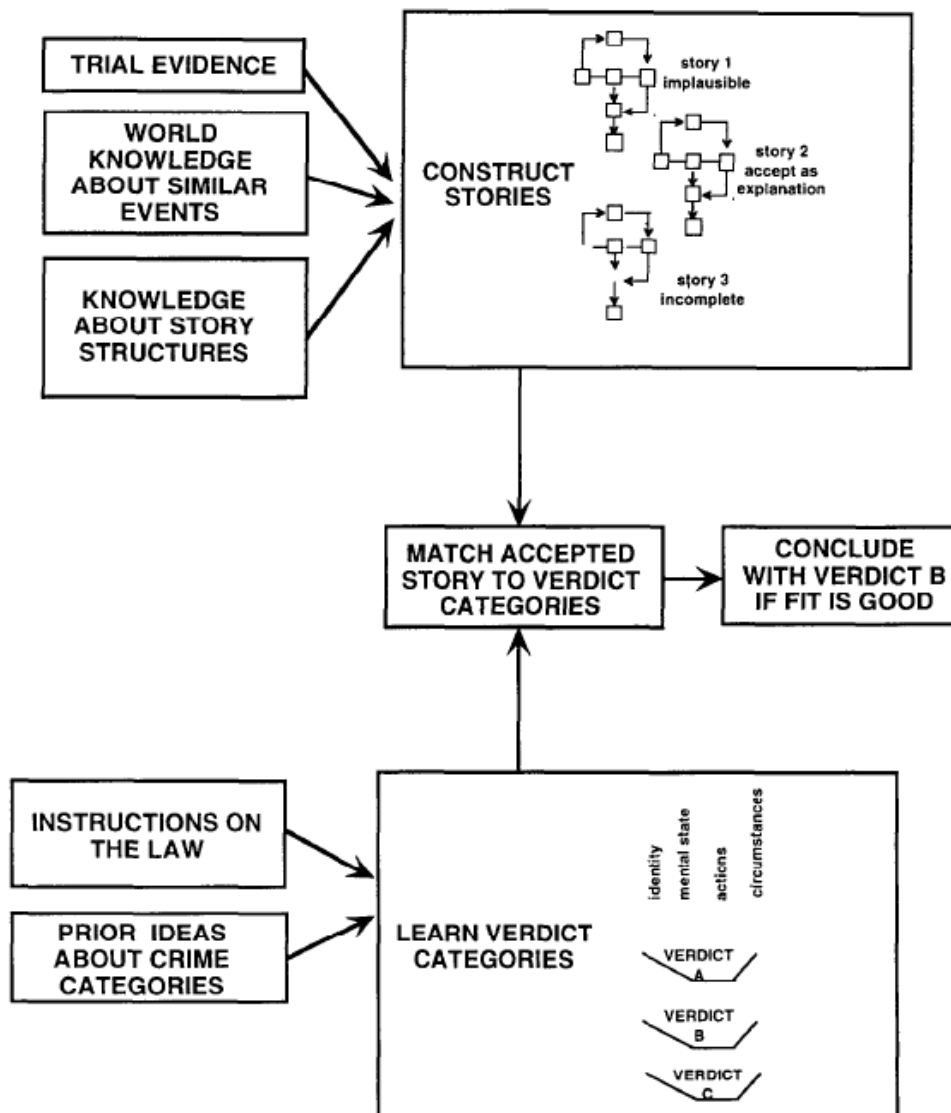 TRIAL EVIDENCE
WORLD
KNOWLEDGE
ABOUT SIMILAR
EVENTS
KNOWLEDGE
ABOUT STORY
STRUCTURES
CONSTRUCT
STORIES
story 1
implausible
story 2
accept as
explanation
story 3
incomplete
MATCH ACCEPTED
STORY TO VERDICT
CATEGORIES
CONCLUDE
WITH VERDICT B
IF FIT IS GOOD
INSTRUCTIONS ON
THE LAW
PRIOR IDEAS
ABOUT CRIME
CATEGORIES
LEARN VERDICT
CATEGORIES
identity
mental state
actions
circumstances
VERDICT
A
VERDICT
B
VERDICT
C